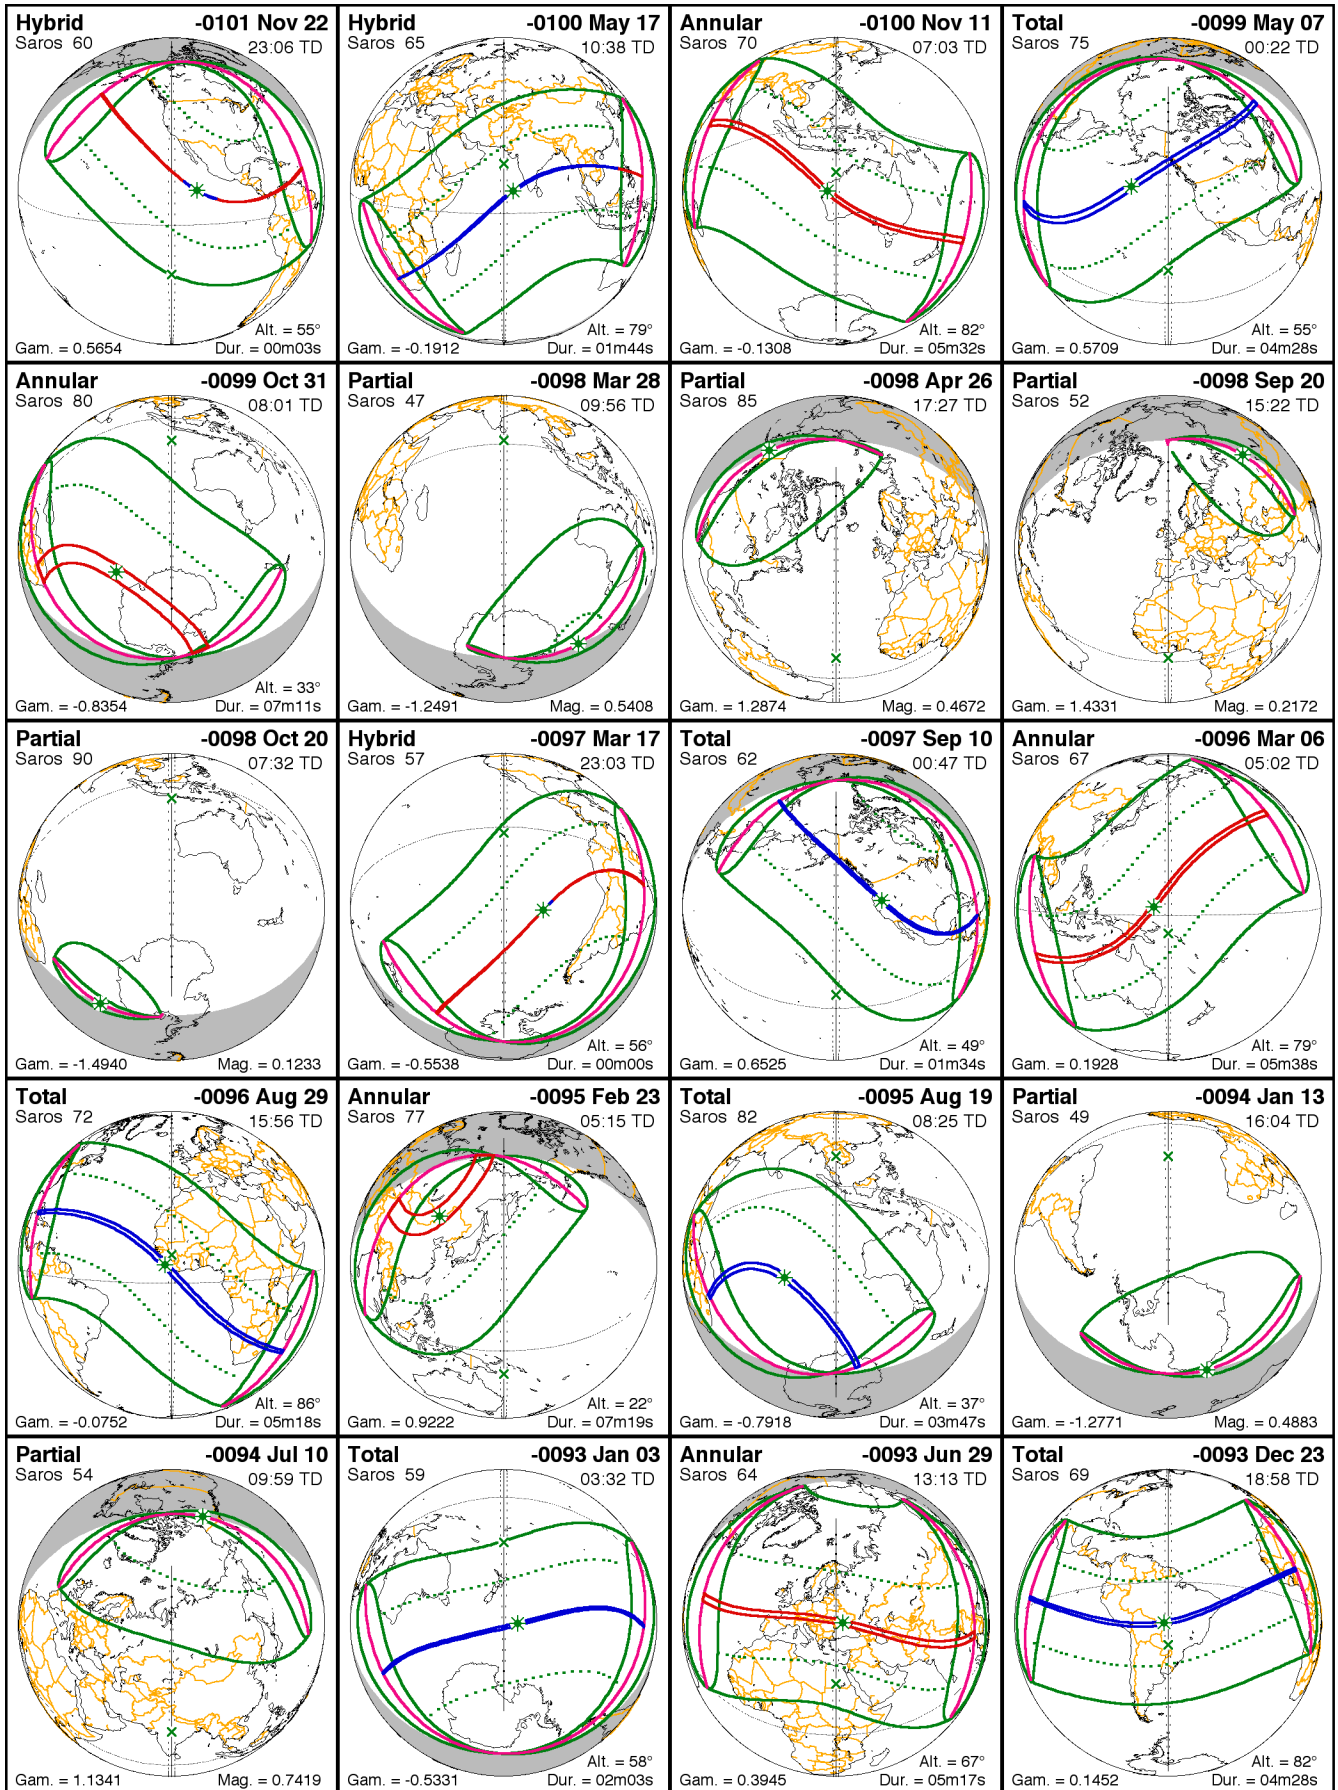 Hybrid -0101 Nov 22
Saros 60 23:06 TD
Alt. = 55°
Gam. = 0.5654 Dur. = 00m03s
Hybrid -0100 May 17
Saros 65 10:38 TD
Alt. = 79°
Gam. = -0.1912 Dur. = 01m44s
Annular -0100 Nov 11
Saros 70 07:03 TD
Alt. = 82°
Gam. = -0.1308 Dur. = 05m32s
Total -0099 May 07
Saros 75 00:22 TD
Alt. = 55°
Gam. = 0.5709 Dur. = 04m28s
Annular -0099 Oct 31
Saros 80 08:01 TD
Alt. = 33°
Gam. = -0.8354 Dur. = 07m11s
Partial -0098 Mar 28
Saros 47 09:56 TD
Gam. = -1.2491 Mag. = 0.5408
Partial -0098 Apr 26
Saros 85 17:27 TD
Gam. = 1.2874 Mag. = 0.4672
Partial -0098 Sep 20
Saros 52 15:22 TD
Gam. = 1.4331 Mag. = 0.2172
Partial -0098 Oct 20
Saros 90 07:32 TD
Gam. = -1.4940 Mag. = 0.1233
Hybrid -0097 Mar 17
Saros 57 23:03 TD
Alt. = 56°
Gam. = -0.5538 Dur. = 00m00s
Total -0097 Sep 10
Saros 62 00:47 TD
Alt. = 49°
Gam. = 0.6525 Dur. = 01m34s
Annular -0096 Mar 06
Saros 67 05:02 TD
Alt. = 79°
Gam. = 0.1928 Dur. = 05m38s
Total -0096 Aug 29
Saros 72 15:56 TD
Alt. = 86°
Gam. = -0.0752 Dur. = 05m18s
Annular -0095 Feb 23
Saros 77 05:15 TD
Alt. = 22°
Gam. = 0.9222 Dur. = 07m19s
Total -0095 Aug 19
Saros 82 08:25 TD
Alt. = 37°
Gam. = -0.7918 Dur. = 03m47s
Partial -0094 Jan 13
Saros 49 16:04 TD
Gam. = -1.2771 Mag. = 0.4883
Partial -0094 Jul 10
Saros 54 09:59 TD
Gam. = 1.1341 Mag. = 0.7419
Total -0093 Jan 03
Saros 59 03:32 TD
Alt. = 58°
Gam. = -0.5331 Dur. = 02m03s
Annular -0093 Jun 29
Saros 64 13:13 TD
Alt. = 67°
Gam. = 0.3945 Dur. = 05m17s
Total -0093 Dec 23
Saros 69 18:58 TD
Alt. = 82°
Gam. = 0.1452 Dur. = 04m28s